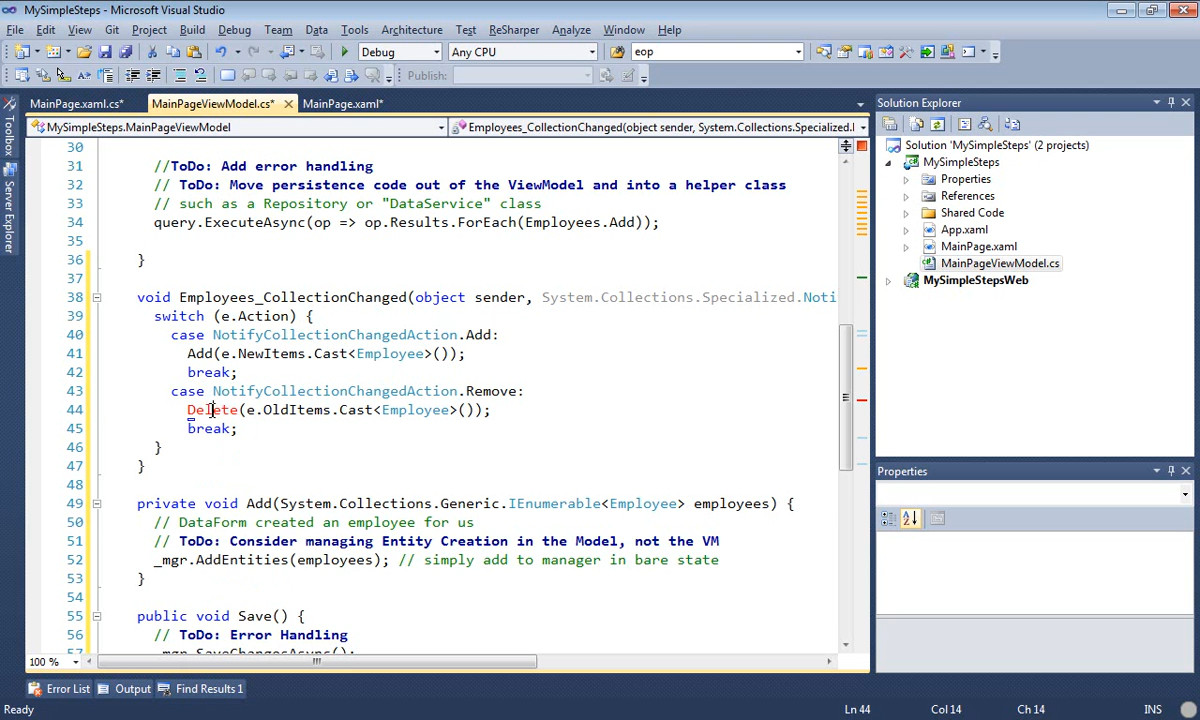 MySimpleSteps - Microsoft Visual Studio
File Edit View Git Project Build Debug Team Data Tools Architecture Test ReSharper Analyze Window Help
Debug Any CPU eop
Publish:
MainPage.xaml.cs* MainPageViewModel.cs* MainPage.xaml*
MySimpleSteps.MainPageViewModel Employees_CollectionChanged(object sender, System.Collections.Specialized.I
30
31 //ToDo: Add error handling
32 // ToDo: Move persistence code out of the ViewModel and into a helper class
33 // such as a Repository or "DataService" class
34 query.ExecuteAsync(op => op.Results.ForEach(Employees.Add));
35
36 }
37
38 void Employees_CollectionChanged(object sender, System.Collections.Specialized.Noti
39 switch (e.Action) {
40 case NotifyCollectionChangedAction.Add:
41 Add(e.NewItems.Cast<Employee>());
42 break;
43 case NotifyCollectionChangedAction.Remove:
44 Delete(e.OldItems.Cast<Employee>());
45 break;
46 }
47 }
48
49 private void Add(System.Collections.Generic.IEnumerable<Employee> employees) {
50 // DataForm created an employee for us
51 // ToDo: Consider managing Entity Creation in the Model, not the VM
52 _mgr.AddEntities(employees); // simply add to manager in bare state
53 }
54
55 public void Save() {
56 // ToDo: Error Handling
57 _mgr.SaveChangesAsync();
100 %
Toolbox
Server Explorer
Solution Explorer
Solution 'MySimpleSteps' (2 projects)
MySimpleSteps
Properties
References
Shared Code
App.xaml
MainPage.xaml
MainPageViewModel.cs
MySimpleStepsWeb
Properties
Error List Output Find Results 1
Ready Ln 44 Col 14 Ch 14 INS